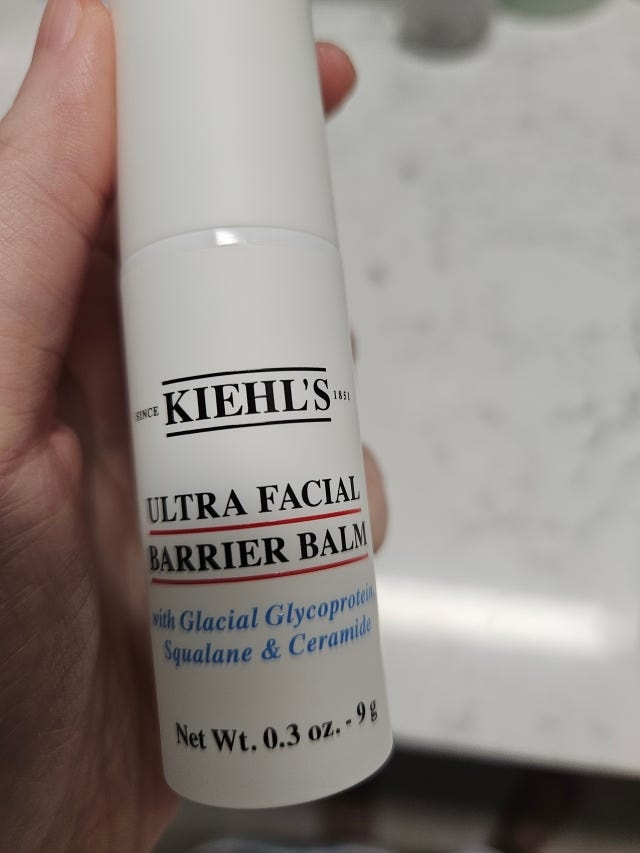 SINCE KIEHL'S 1851
ULTRA FACIAL
BARRIER BALM
with Glacial Glycoprotein,
Squalane & Ceramide
Net Wt. 0.3 oz. - 9 g